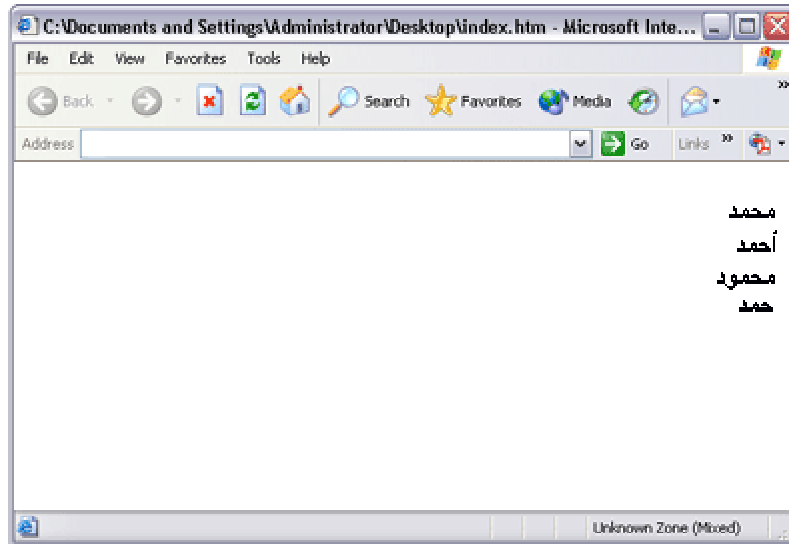 C:\Documents and Settings\Administrator\Desktop\index.htm - Microsoft Inte...
File Edit View Favorites Tools Help
Back Search Favorites Media
Address Go Links
محمد
أحمد
محمود
حمد
Unknown Zone (Mixed)